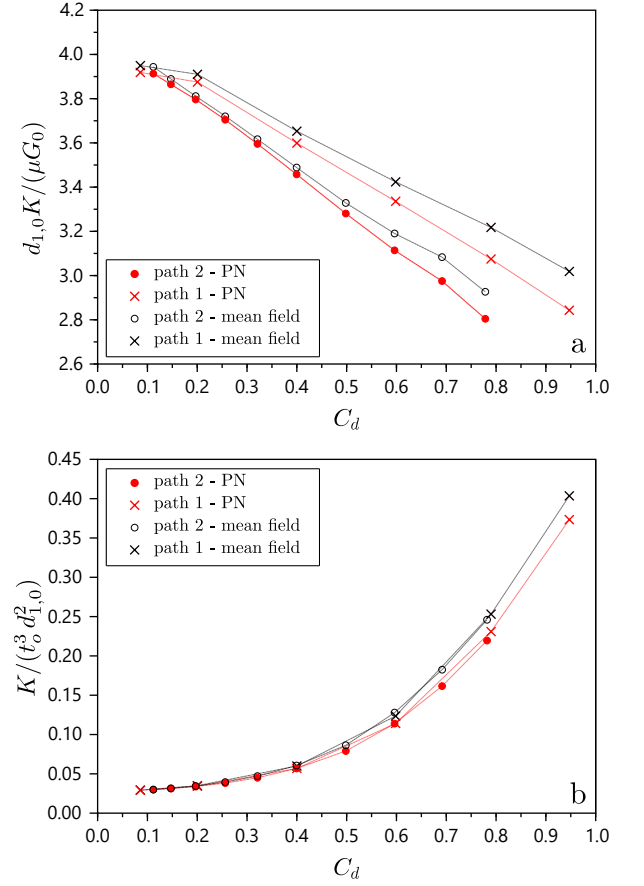 4.2
4.0
3.8
3.6
3.4
3.2
3.0
2.8
2.6
d_{1,0}K/(μG_0)
path 2 - PN
path 1 - PN
path 2 - mean field
path 1 - mean field
a
0.0 0.1 0.2 0.3 0.4 0.5 0.6 0.7 0.8 0.9 1.0
C_d
0.45
0.40
0.35
0.30
0.25
0.20
0.15
0.10
0.05
0.00
K/(t_o^3 d_{1,0}^2)
path 2 - PN
path 1 - PN
path 2 - mean field
path 1 - mean field
b
0.0 0.1 0.2 0.3 0.4 0.5 0.6 0.7 0.8 0.9 1.0
C_d